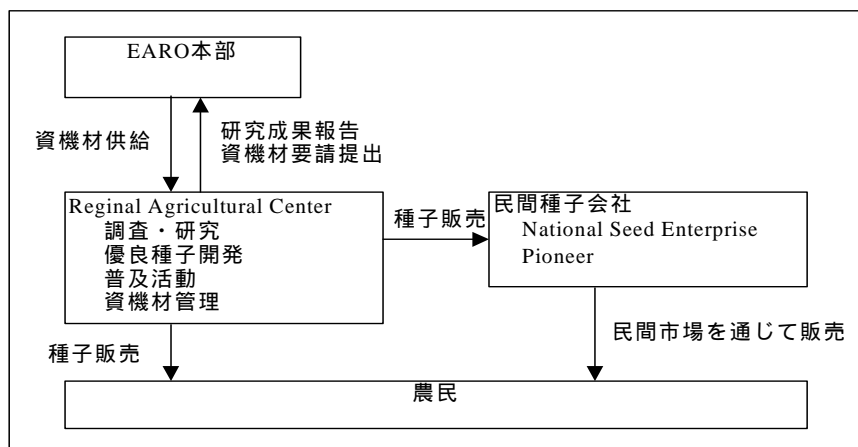 EARO本部
資機材供給
研究成果報告
資機材要請提出
Reginal Agricultural Center
調査・研究
優良種子開発
普及活動
資機材管理
種子販売
民間種子会社
National Seed Enterprise
Pioneer
種子販売
民間市場を通じて販売
農民